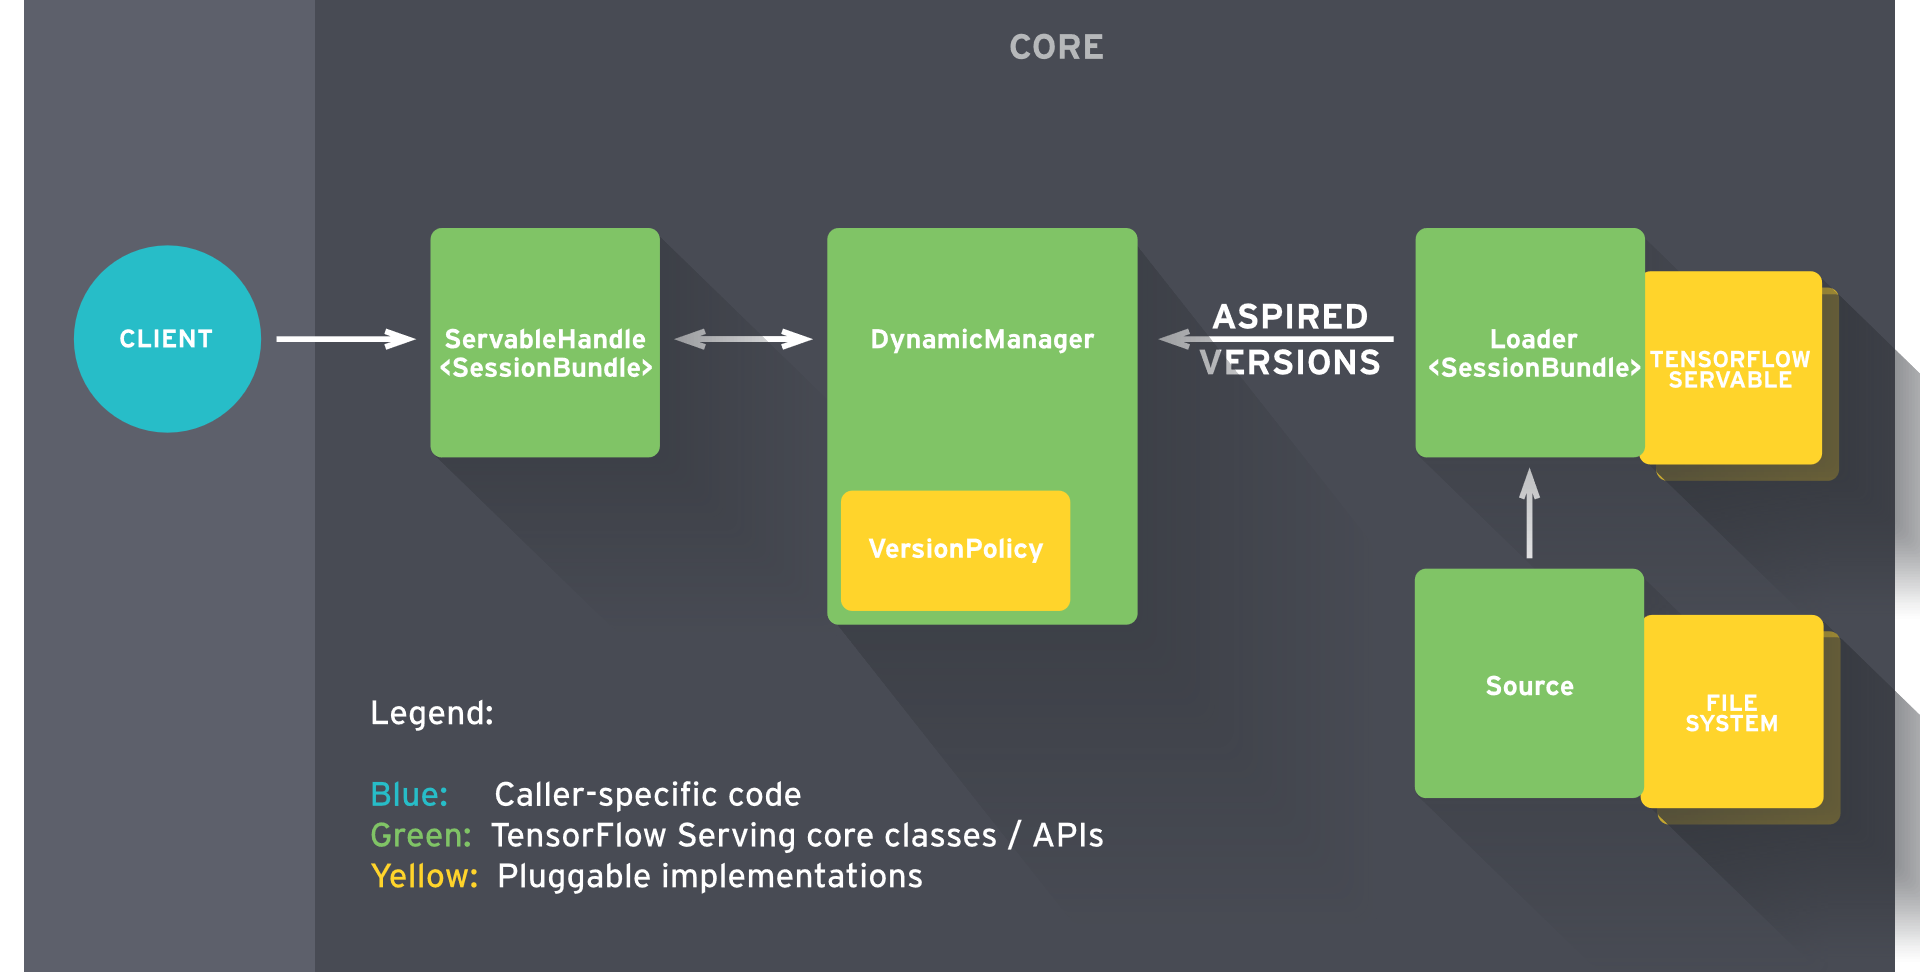 CORE
CLIENT
ServableHandle
<SessionBundle>
DynamicManager
VersionPolicy
ASPIRED
VERSIONS
Loader
<SessionBundle>
TENSORFLOW
SERVABLE
Source
FILE
SYSTEM
Legend:
Blue: Caller-specific code
Green: TensorFlow Serving core classes / APIs
Yellow: Pluggable implementations